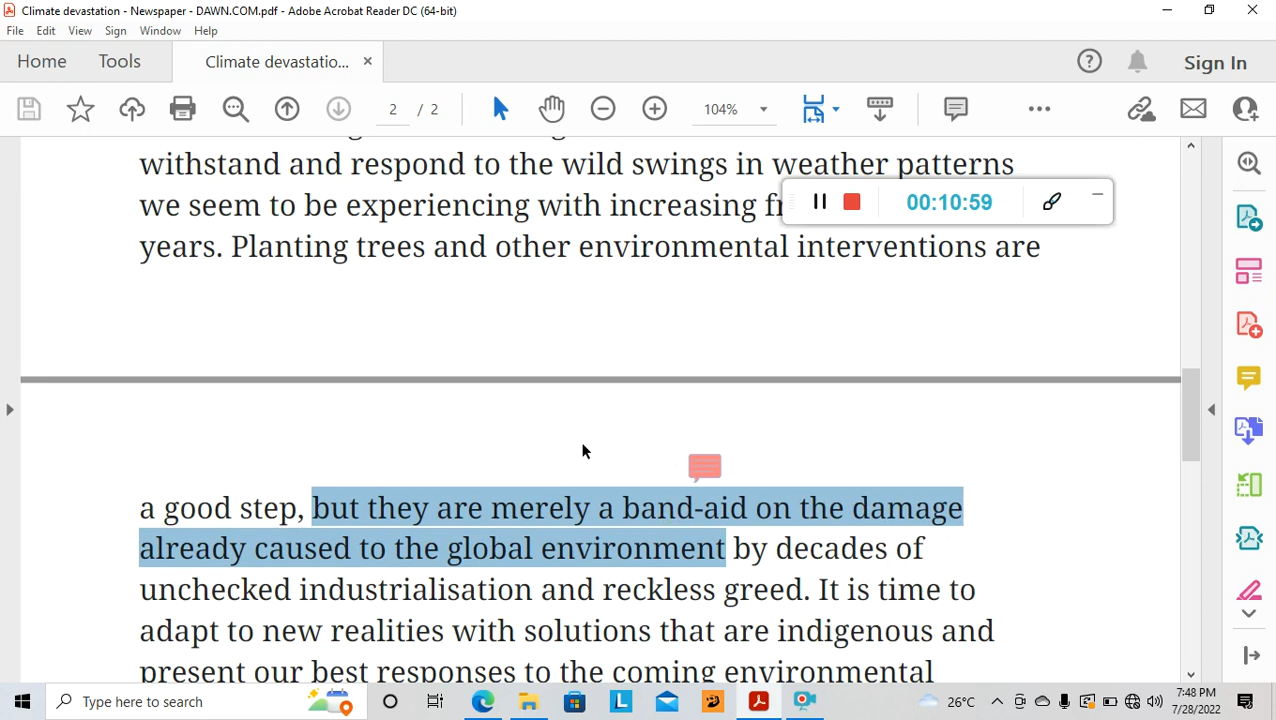 Climate devastation - Newspaper - DAWN.COM.pdf - Adobe Acrobat Reader DC (64-bit)
File Edit View Sign Window Help
Home Tools Climate devastatio... × Sign In
2 / 2 104%
withstand and respond to the wild swings in weather patterns
we seem to be experiencing with increasing
00:10:59
years. Planting trees and other environmental interventions are
a good step, but they are merely a band-aid on the damage
already caused to the global environment by decades of
unchecked industrialisation and reckless greed. It is time to
adapt to new realities with solutions that are indigenous and
present our best responses to the coming environmental
Type here to search 26°C 7:48 PM
7/28/2022